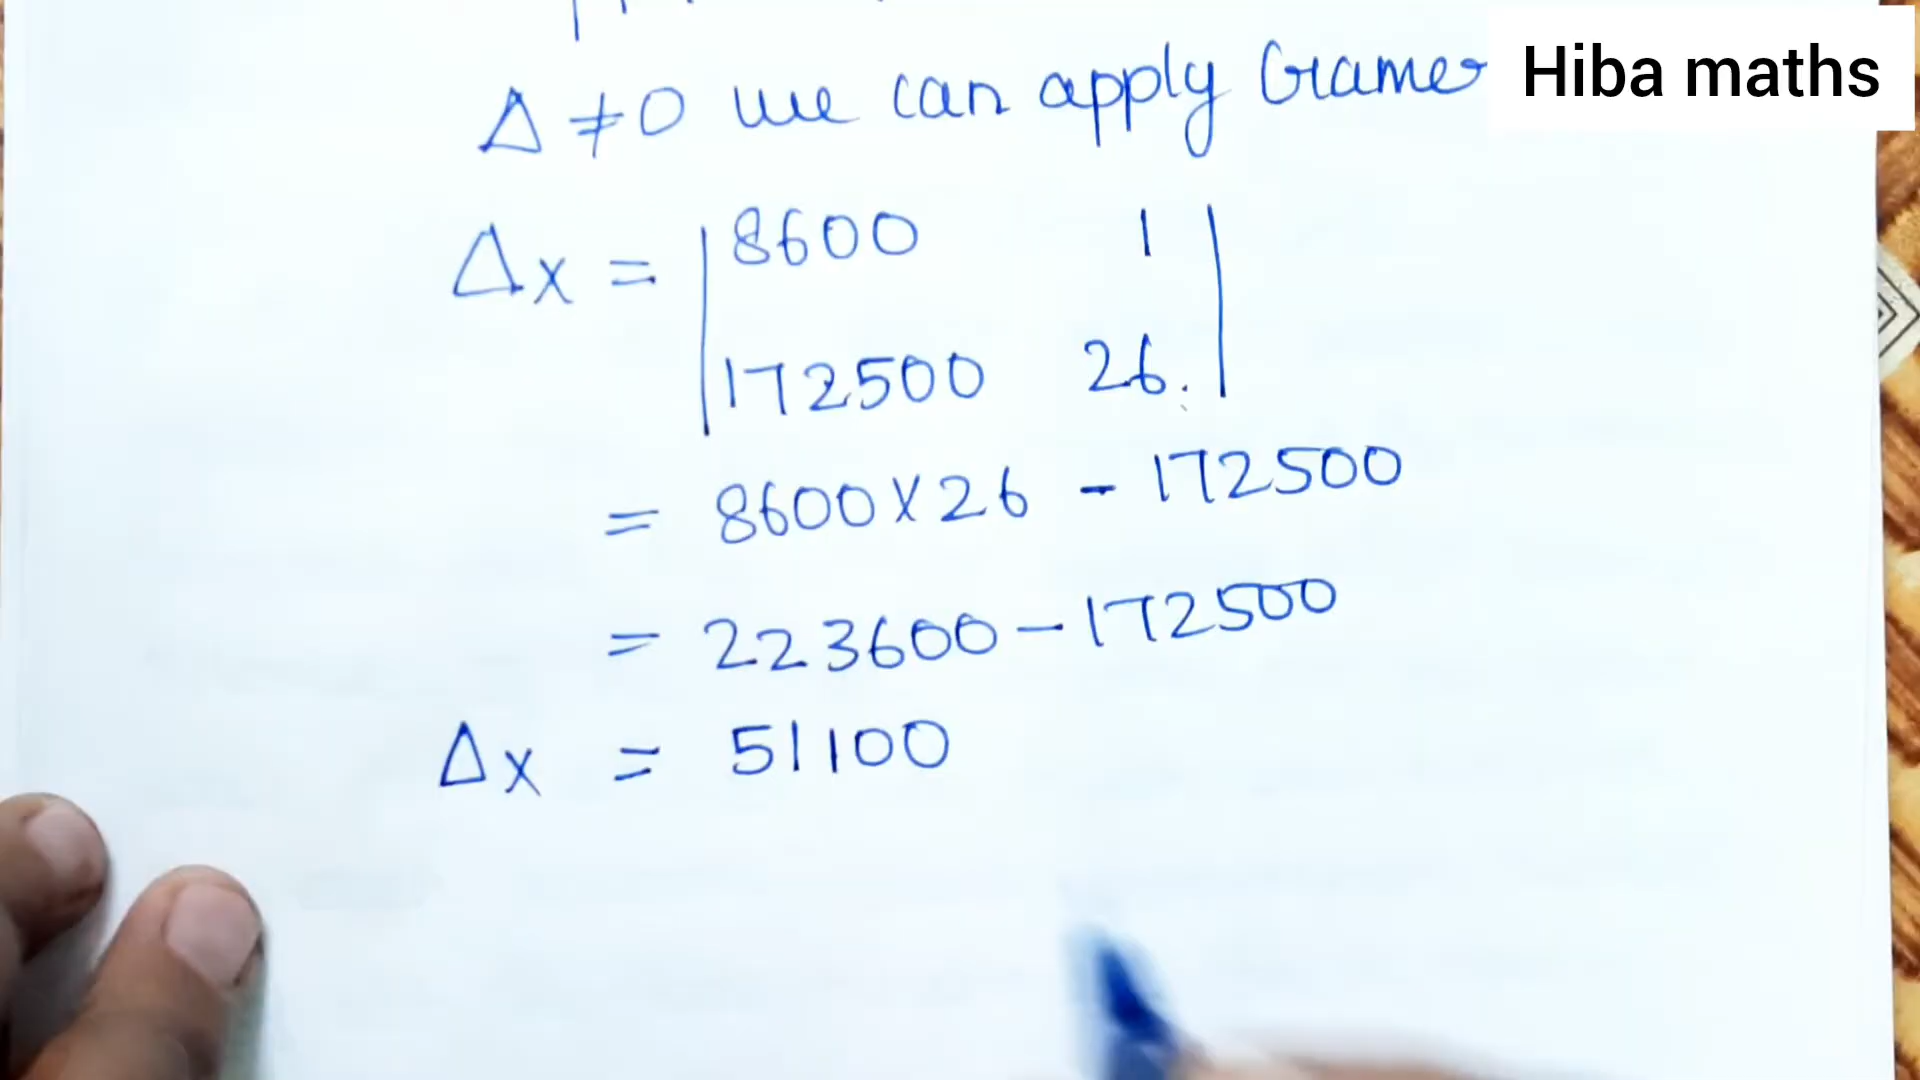 Δ ≠ 0 we can apply Cramer
Hiba maths
Δx = | 8600 1 |
| 172500 26. |
= 8600 X 26 - 172500
= 223600 - 172500
Δx = 51100